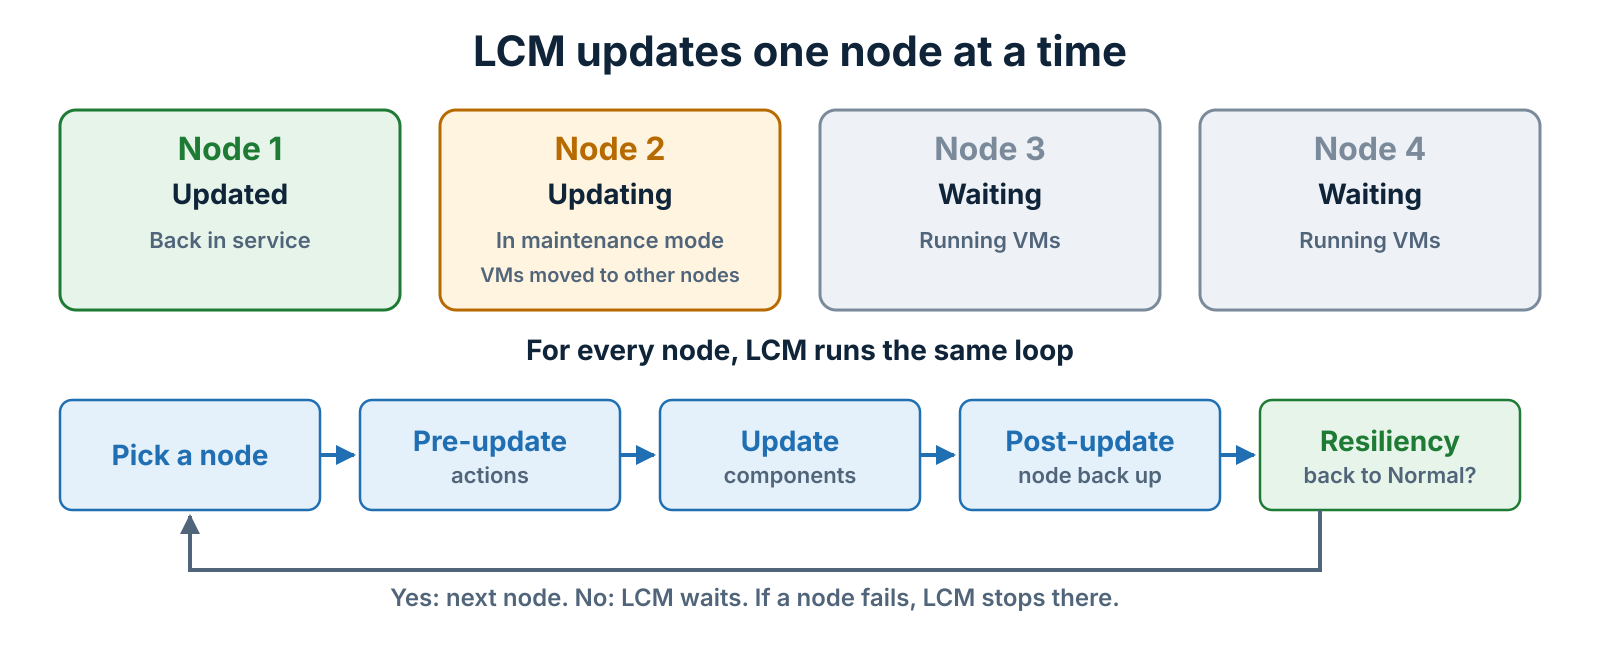 LCM updates one node at a time
Node 1
Updated
Back in service
Node 2
Updating
In maintenance mode
VMs moved to other nodes
Node 3
Waiting
Running VMs
Node 4
Waiting
Running VMs
For every node, LCM runs the same loop
Pick a node
Pre-update
actions
Update
components
Post-update
node back up
Resiliency
back to Normal?
Yes: next node. No: LCM waits. If a node fails, LCM stops there.